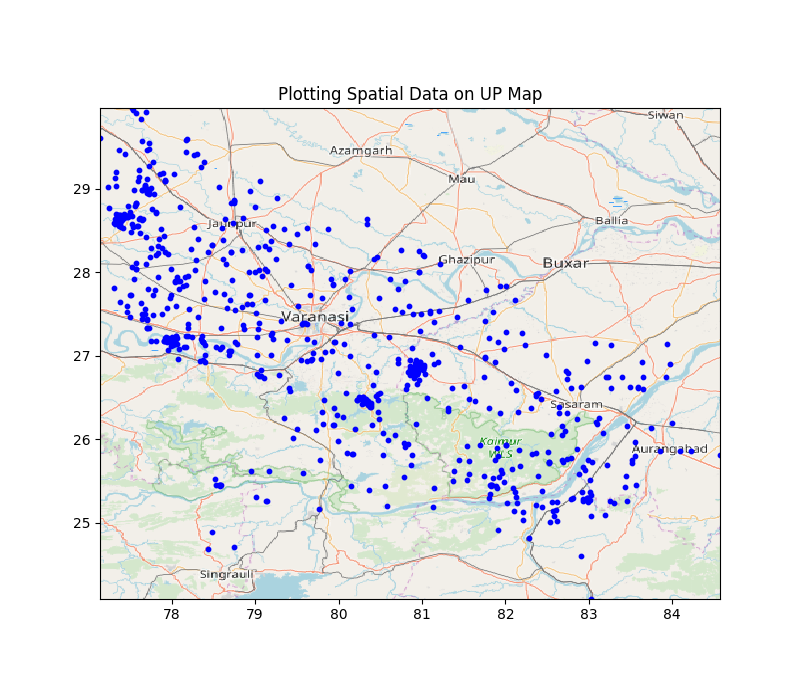 Plotting Spatial Data on UP Map
Siwan
Azamgarh
Mau
Jaunpur
Ballia
Ghazipur
Buxar
Varanasi
Sasaram
Kaimur
WLS
Aurangabad
Singrauli
29
28
27
26
25
78 79 80 81 82 83 84